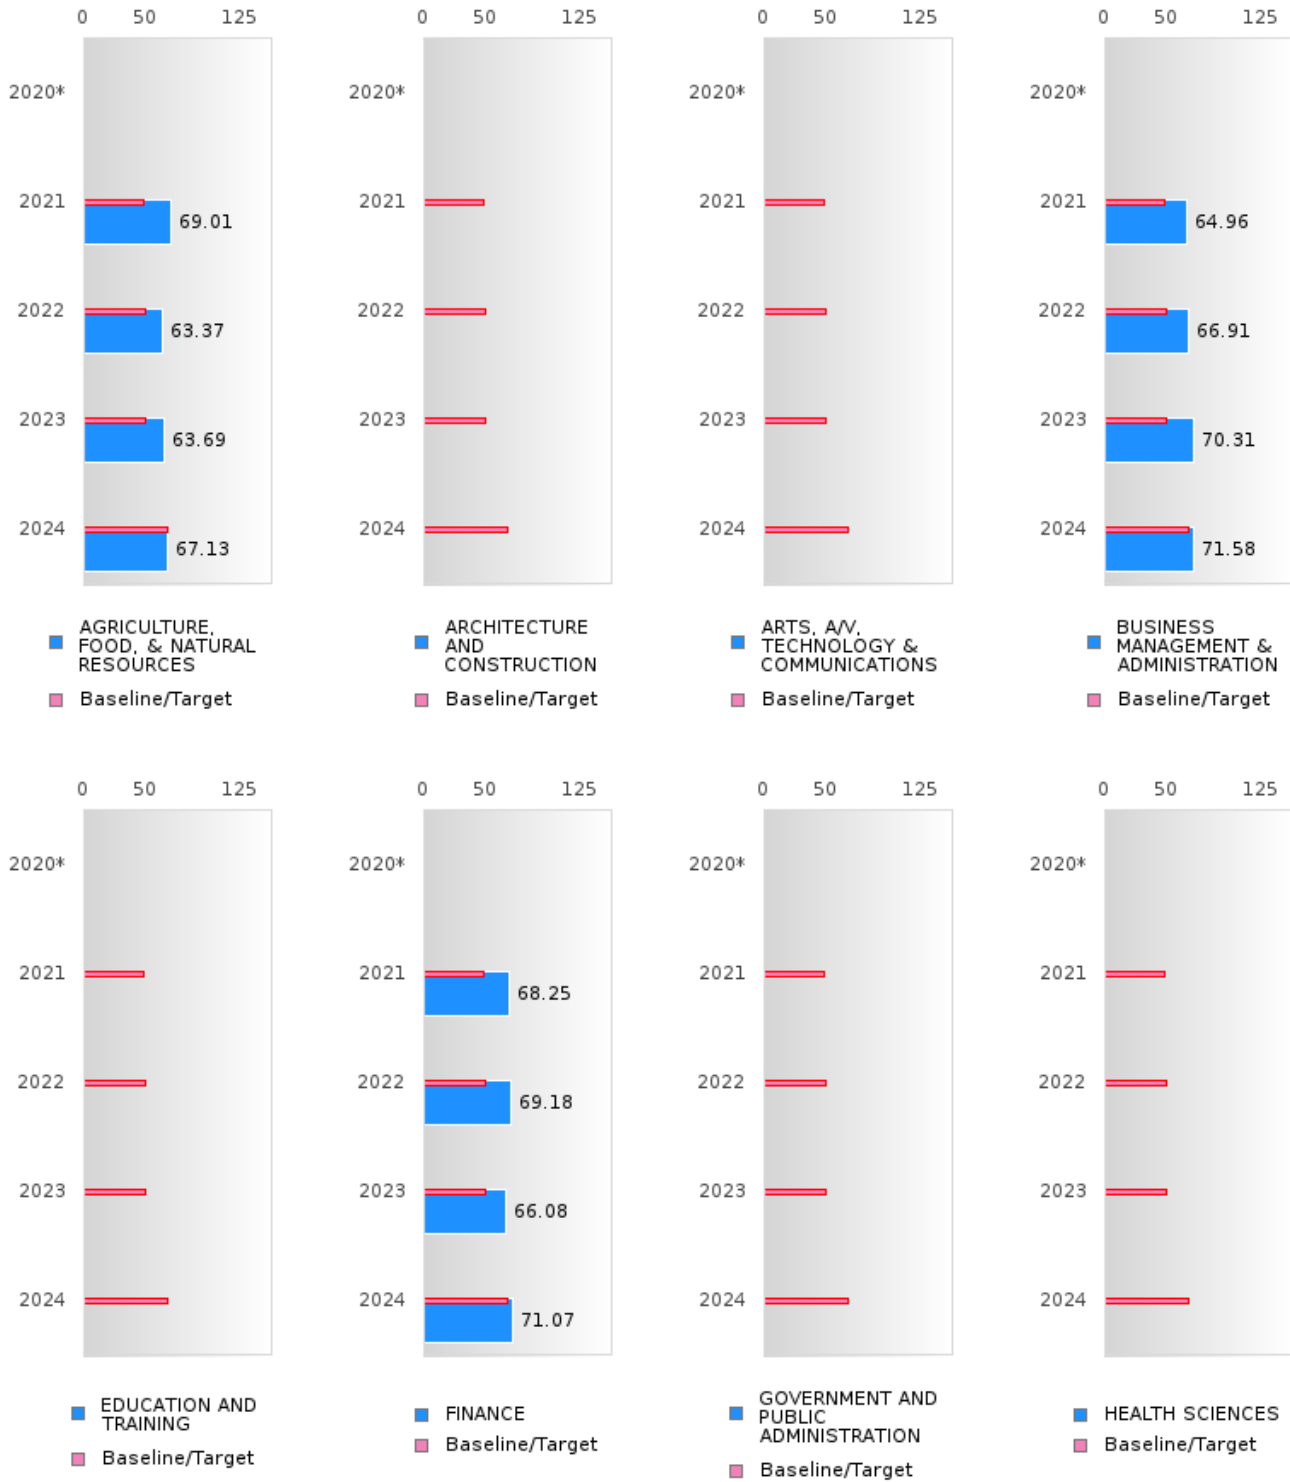 0 50 125
2020*
2021 69.01
2022 63.37
2023 63.69
2024 67.13
AGRICULTURE,
FOOD, & NATURAL
RESOURCES
Baseline/Target
0 50 125
2020*
2021
2022
2023
2024
ARCHITECTURE
AND
CONSTRUCTION
Baseline/Target
0 50 125
2020*
2021
2022
2023
2024
ARTS, A/V,
TECHNOLOGY &
COMMUNICATIONS
Baseline/Target
0 50 125
2020*
2021 64.96
2022 66.91
2023 70.31
2024 71.58
BUSINESS
MANAGEMENT &
ADMINISTRATION
Baseline/Target
0 50 125
2020*
2021
2022
2023
2024
EDUCATION AND
TRAINING
Baseline/Target
0 50 125
2020*
2021 68.25
2022 69.18
2023 66.08
2024 71.07
FINANCE
Baseline/Target
0 50 125
2020*
2021
2022
2023
2024
GOVERNMENT AND
PUBLIC
ADMINISTRATION
Baseline/Target
0 50 125
2020*
2021
2022
2023
2024
HEALTH SCIENCES
Baseline/Target